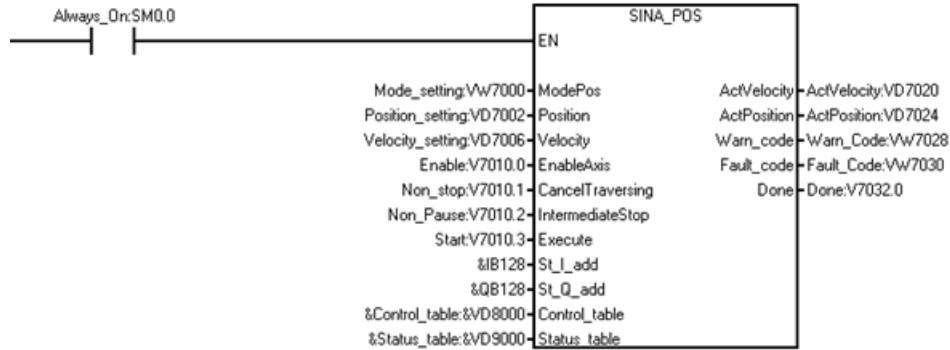 Always_On:SM0.0
SINA_POS
EN
Mode_setting:VW7000 ModePos ActVelocity ActVelocity:VD7020
Position_setting:VD7002 Position ActPosition ActPosition:VD7024
Velocity_setting:VD7006 Velocity Warn_code Warn_Code:VW7028
Enable:V7010.0 EnableAxis Fault_code Fault_Code:VW7030
Non_stop:V7010.1 CancelTraversing Done Done:V7032.0
Non_Pause:V7010.2 IntermediateStop
Start:V7010.3 Execute
&IB128 St_I_add
&QB128 St_Q_add
&Control_table:&VD8000 Control_table
&Status_table:&VD9000 Status_table